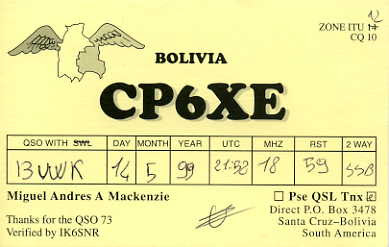 12
ZONE ITU 14
CQ 10
BOLIVIA
CP6XE
QSO WITH SWL DAY MONTH YEAR UTC MHZ RST 2 WAY
I3VWK 14 5 99 21:52 18 59 SSB
Miguel Andres A Mackenzie
Pse QSL Tnx
Thanks for the QSO 73
Verified by IK6SNR
Direct P.O. Box 3478
Santa Cruz–Bolivia
South America